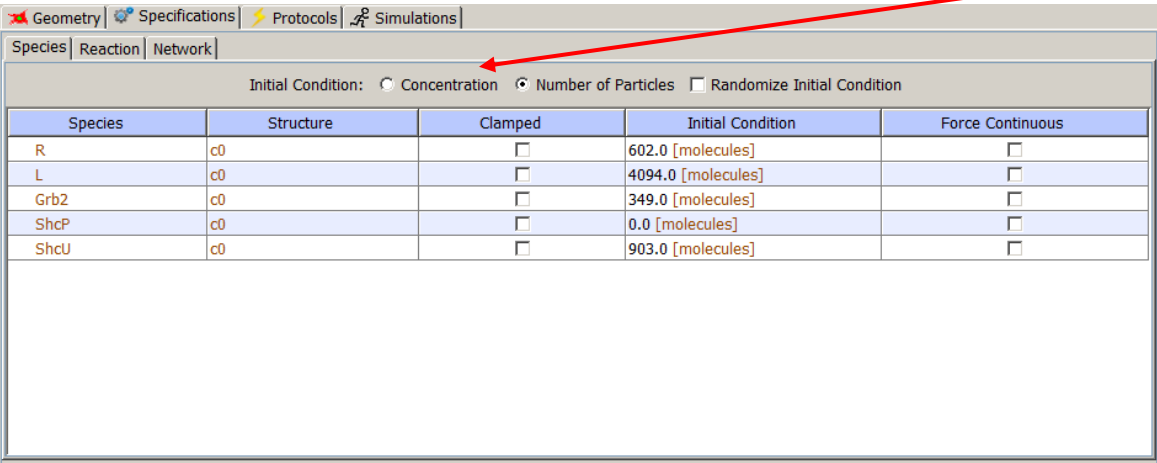 Geometry Specifications Protocols Simulations
Species Reaction Network
Initial Condition: Concentration Number of Particles Randomize Initial Condition
Species Structure Clamped Initial Condition Force Continuous
R c0 602.0 [molecules]
L c0 4094.0 [molecules]
Grb2 c0 349.0 [molecules]
ShcP c0 0.0 [molecules]
ShcU c0 903.0 [molecules]